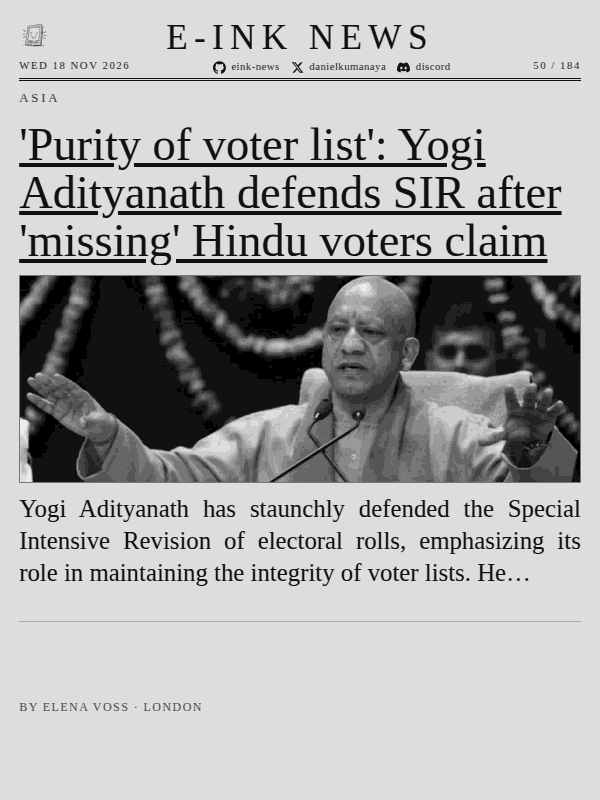 E-INK NEWS
WED 18 NOV 2026
eink-news danielkumanaya discord
50 / 184
ASIA
'Purity of voter list': Yogi
Adityanath defends SIR after
'missing' Hindu voters claim
Yogi Adityanath has staunchly defended the Special
Intensive Revision of electoral rolls, emphasizing its
role in maintaining the integrity of voter lists. He…
BY ELENA VOSS · LONDON